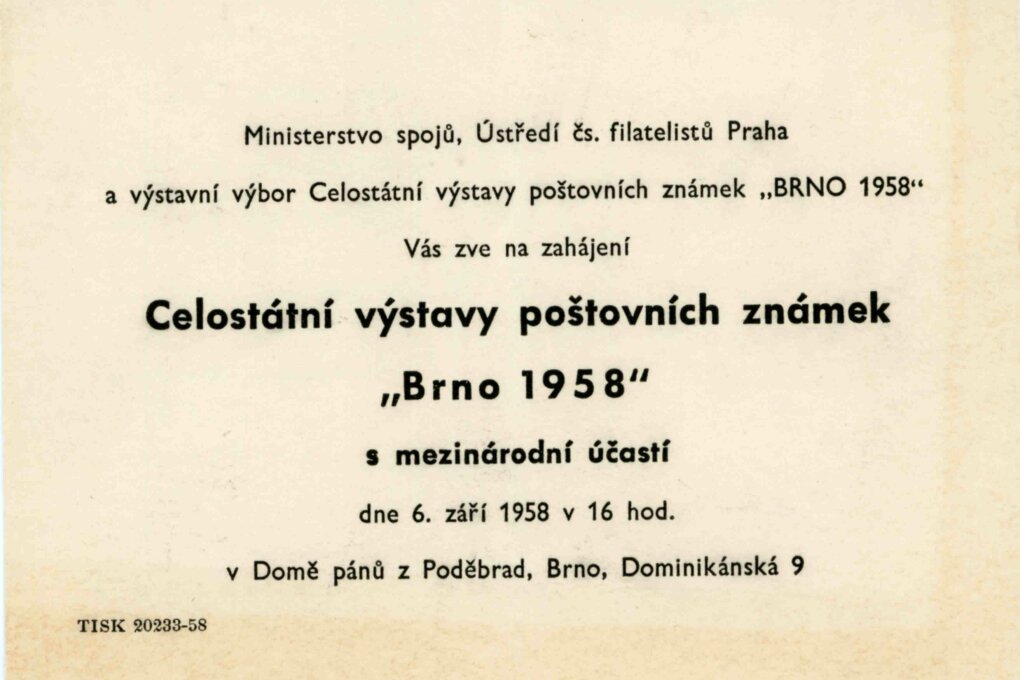 Ministerstvo spojů, Ústředí čs. filatelistů Praha
a výstavní výbor Celostátní výstavy poštovních známek „BRNO 1958“
Vás zve na zahájení
Celostátní výstavy poštovních známek
„Brno 1958“
s mezinárodní účastí
dne 6. září 1958 v 16 hod.
v Domě pánů z Poděbrad, Brno, Dominikánská 9
TISK 20233-58